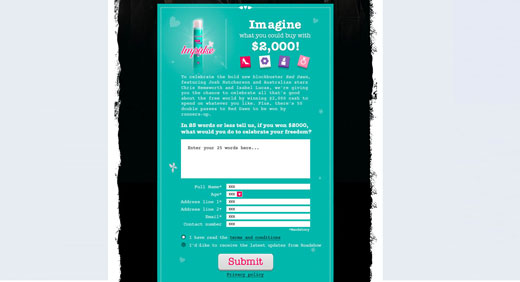 Impulse
Imagine
what you could buy with
$2,000!
To celebrate the bold new blockbuster Red Dawn,
featuring Josh Hutcherson and Australian stars
Chris Hemsworth and Isabel Lucas, we're giving
you the chance to celebrate all that's good
about the free world by winning $2,000 cash to
spend on whatever you like. Plus, there's 50
double passes to Red Dawn to be won by
runners-up.
In 25 words or less tell us, if you won $2000,
what would you do to celebrate your freedom?
Enter your 25 words here...
Full Name* xxx
Age* xxx
Address line 1* xxx
Address line 2* xxx
Email* xxx
Contact number xxx
*Mandatory
I have read the terms and conditions
I'd like to receive the latest updates from Roadshow
Submit
Privacy policy